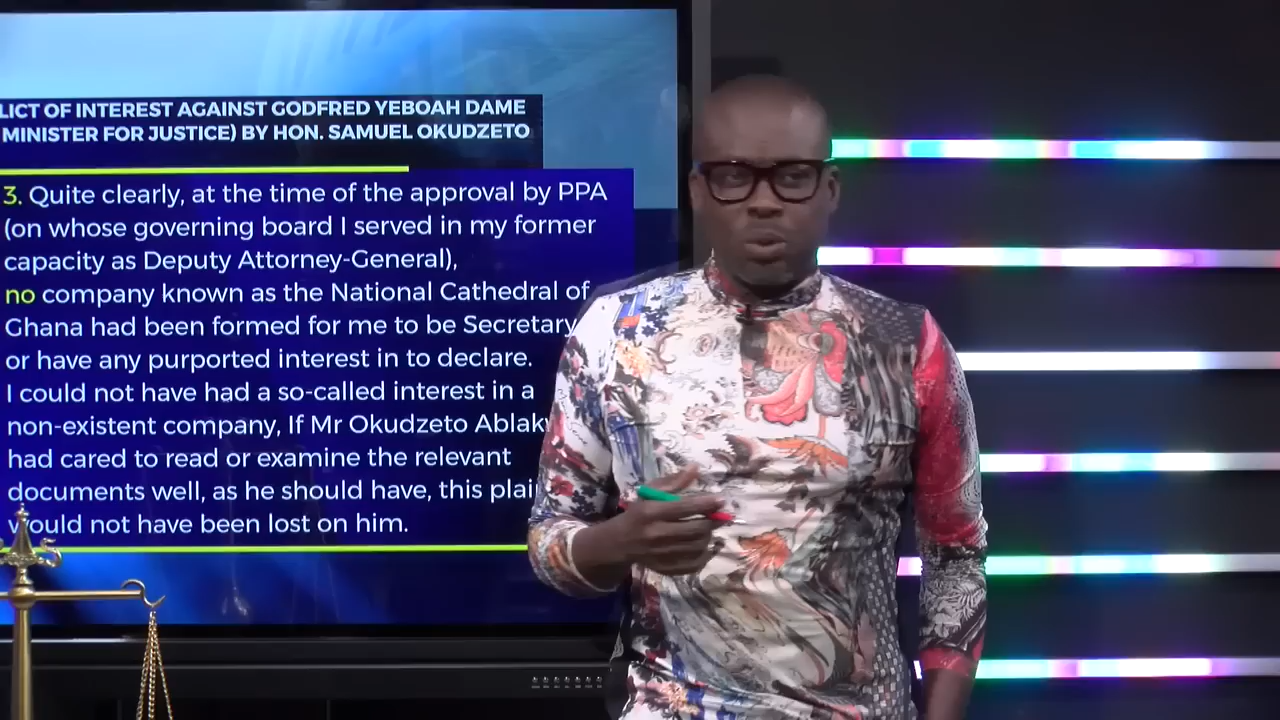 LICT OF INTEREST AGAINST GODFRED YEBOAH DAME
MINISTER FOR JUSTICE) BY HON. SAMUEL OKUDZETO
3. Quite clearly, at the time of the approval by PPA
(on whose governing board I served in my former
capacity as Deputy Attorney-General),
no company known as the National Cathedral of
Ghana had been formed for me to be Secretary
or have any purported interest in to declare.
I could not have had a so-called interest in a
non-existent company, If Mr Okudzeto Ablakw
had cared to read or examine the relevant
documents well, as he should have, this plai
would not have been lost on him.